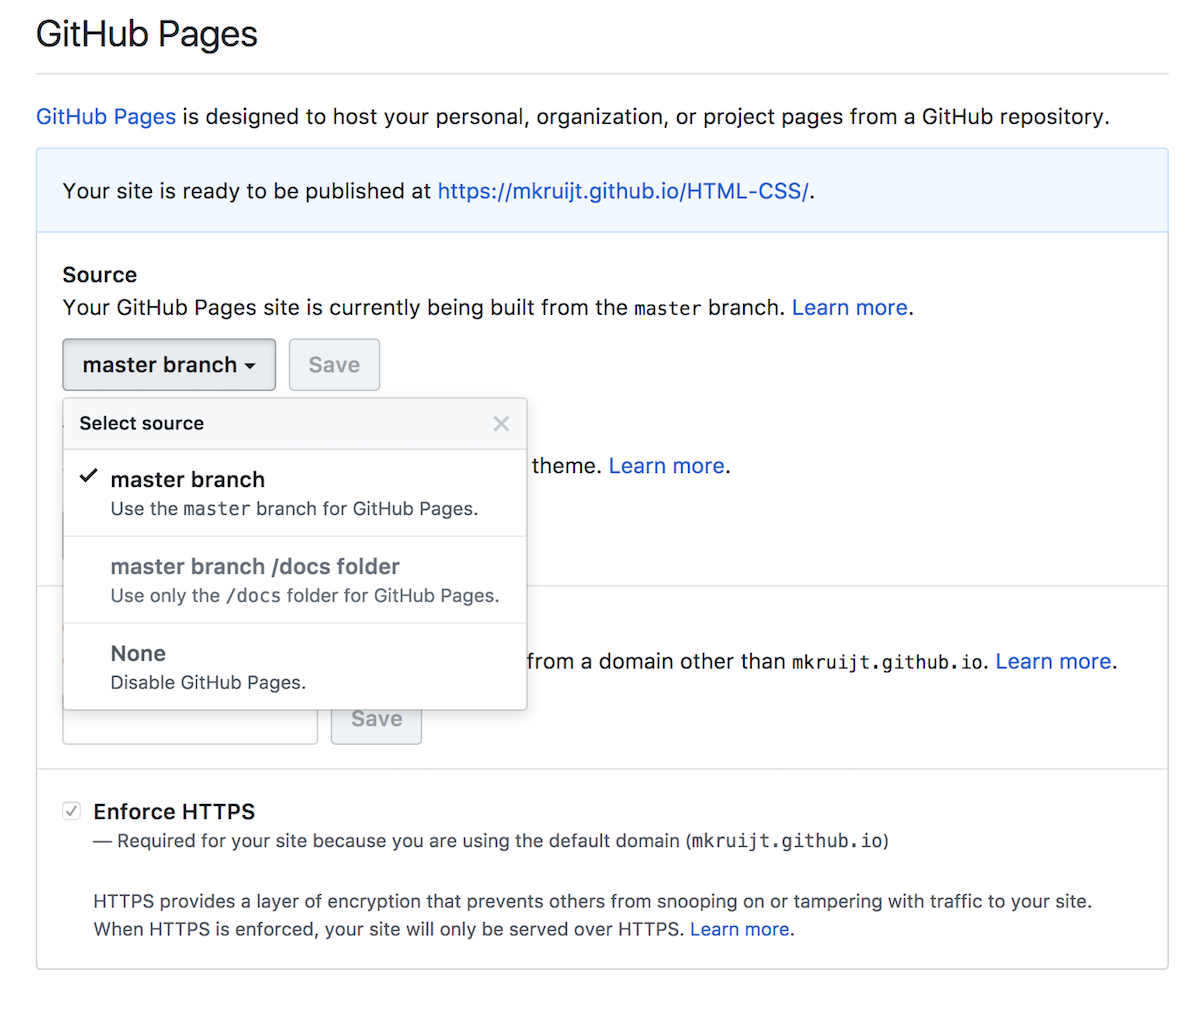 GitHub Pages
GitHub Pages is designed to host your personal, organization, or project pages from a GitHub repository.
Your site is ready to be published at https://mkruijt.github.io/HTML-CSS/.
Source
Your GitHub Pages site is currently being built from the master branch. Learn more.
master branch
Save
Select source
theme. Learn more.
master branch
Use the master branch for GitHub Pages.
master branch /docs folder
Use only the /docs folder for GitHub Pages.
None
from a domain other than mkruijt.github.io. Learn more.
Disable GitHub Pages.
Save
Enforce HTTPS
— Required for your site because you are using the default domain (mkruijt.github.io)
HTTPS provides a layer of encryption that prevents others from snooping on or tampering with traffic to your site.
When HTTPS is enforced, your site will only be served over HTTPS. Learn more.